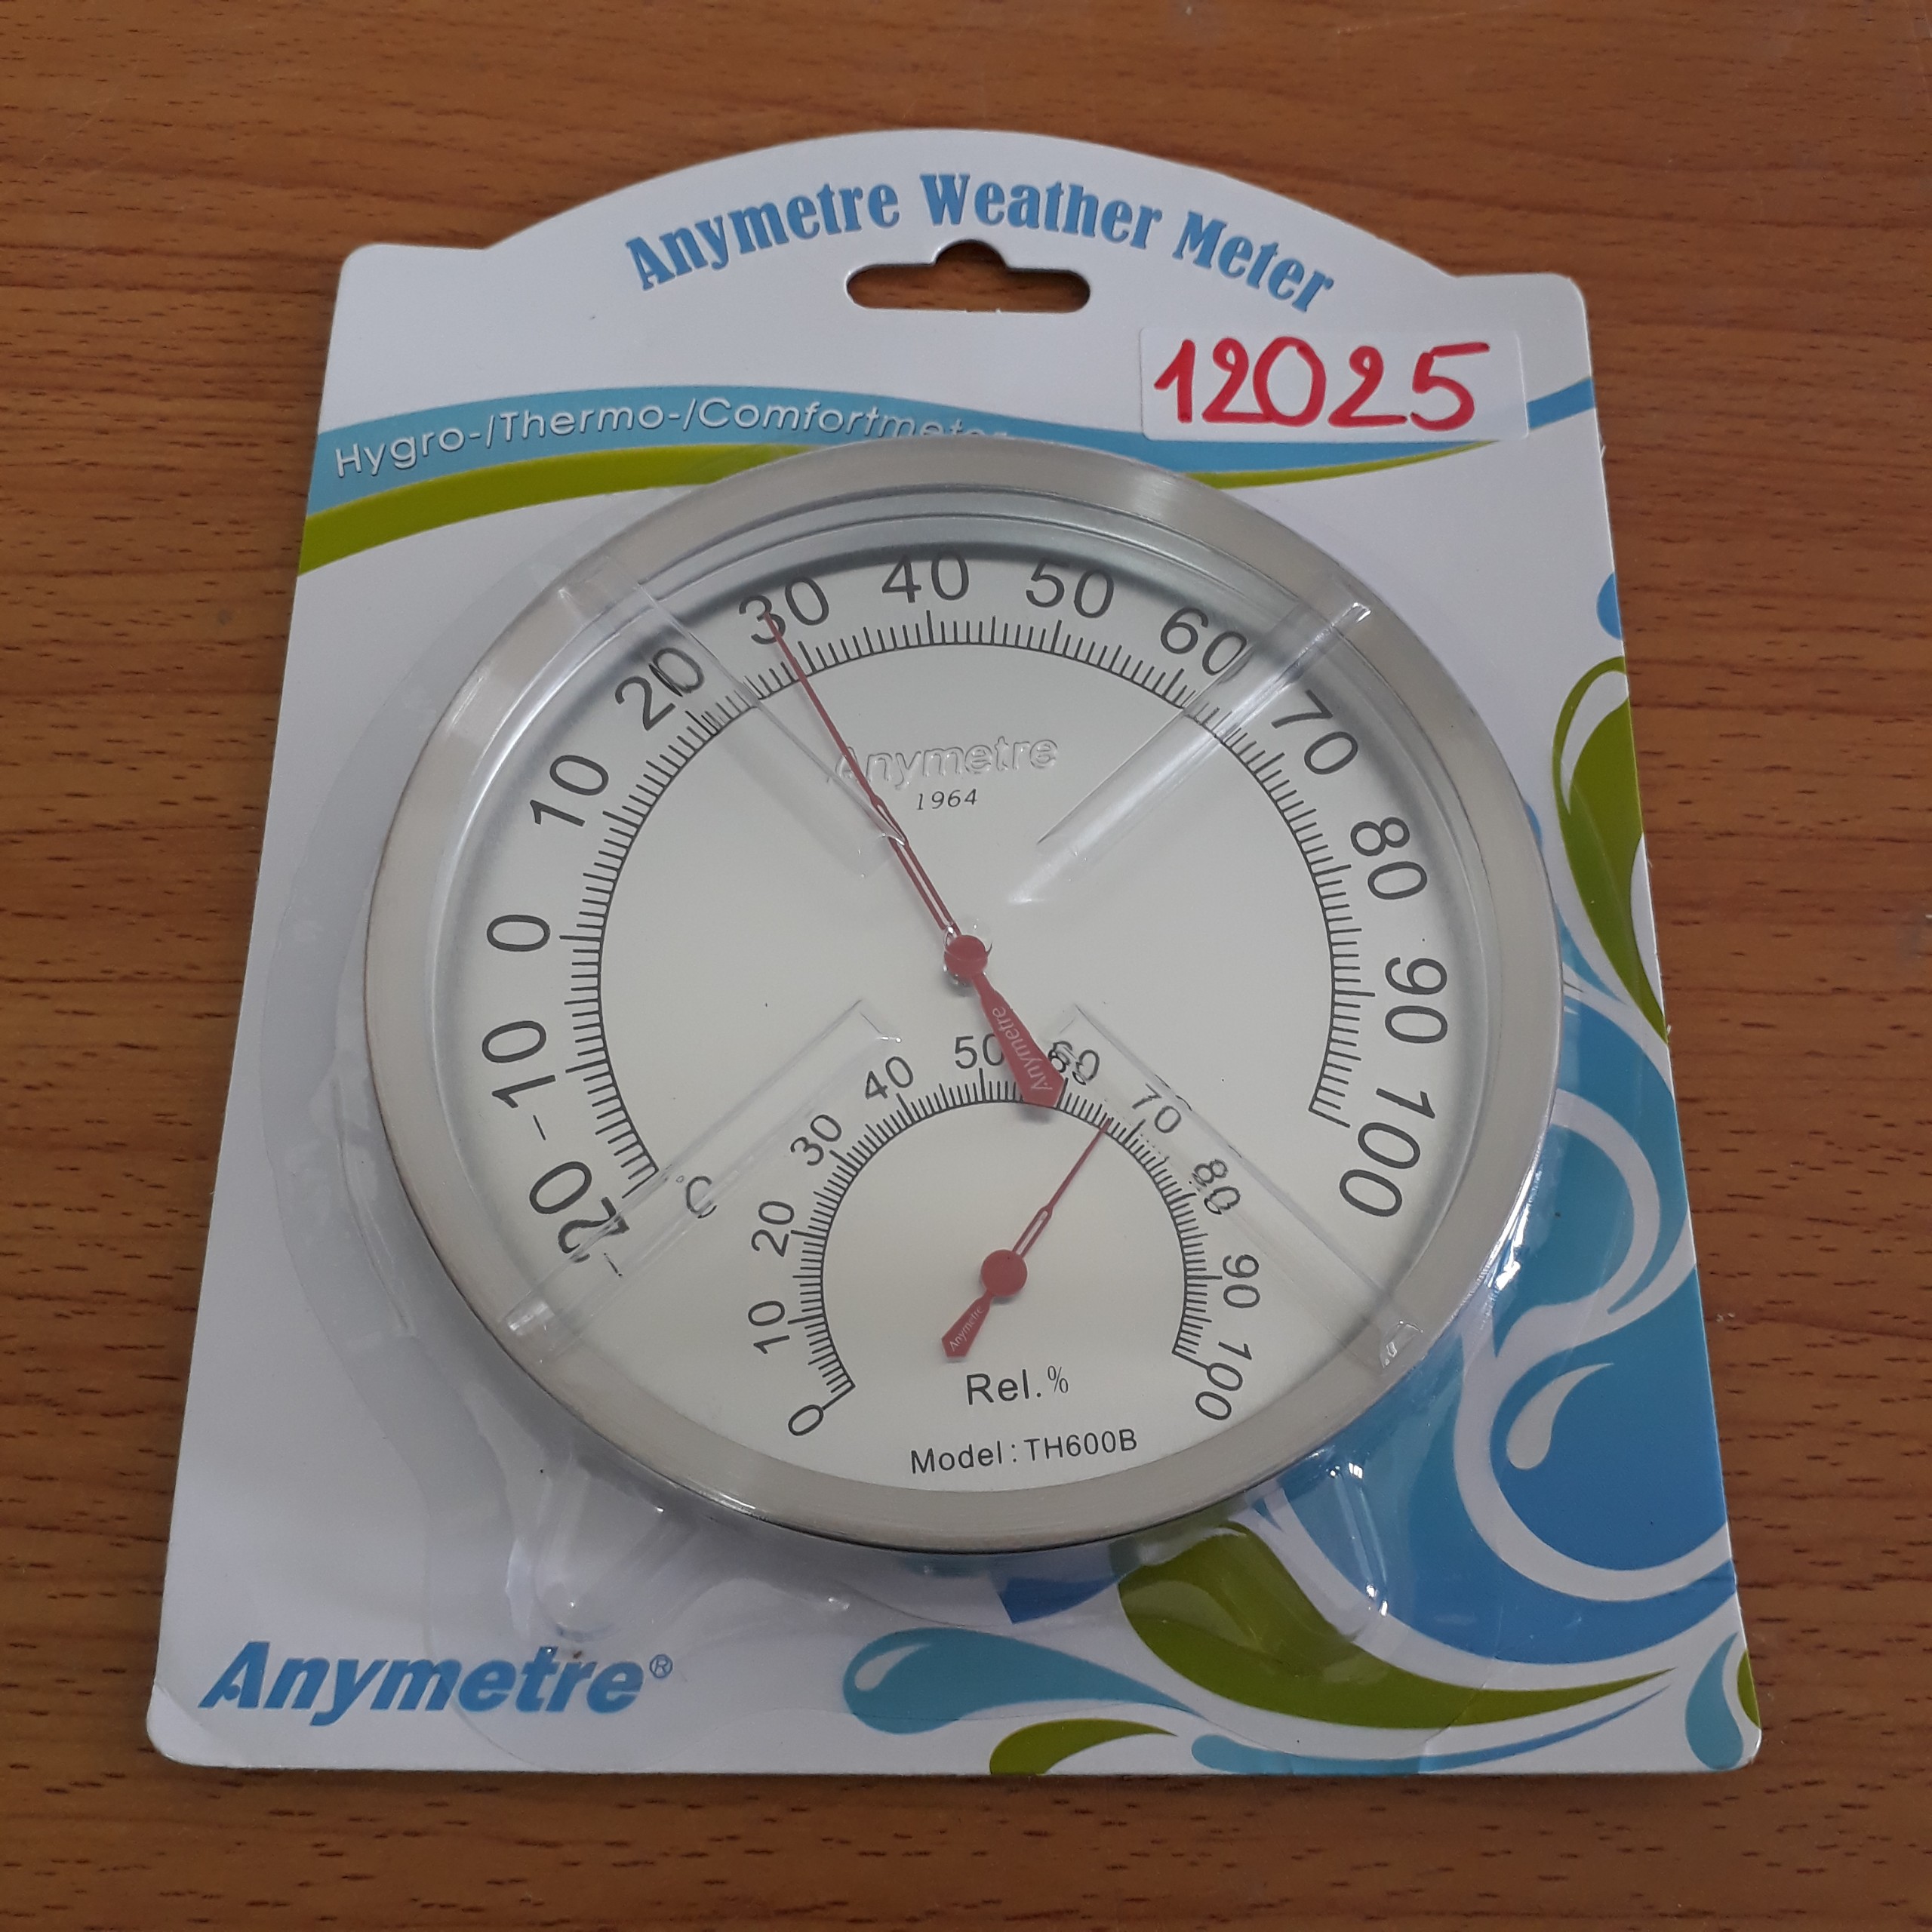 Anymetre Weather Meter
12025
Hygro-/Thermo-/Comfortmeter
-20 -10 0 10 20 30 40 50 60 70 80 90 100
Anymetre
1964
°C
Anymetre
0 10 20 30 40 50 60 70 80 90 100
Anymetre
Rel.%
Model:TH600B
Anymetre®